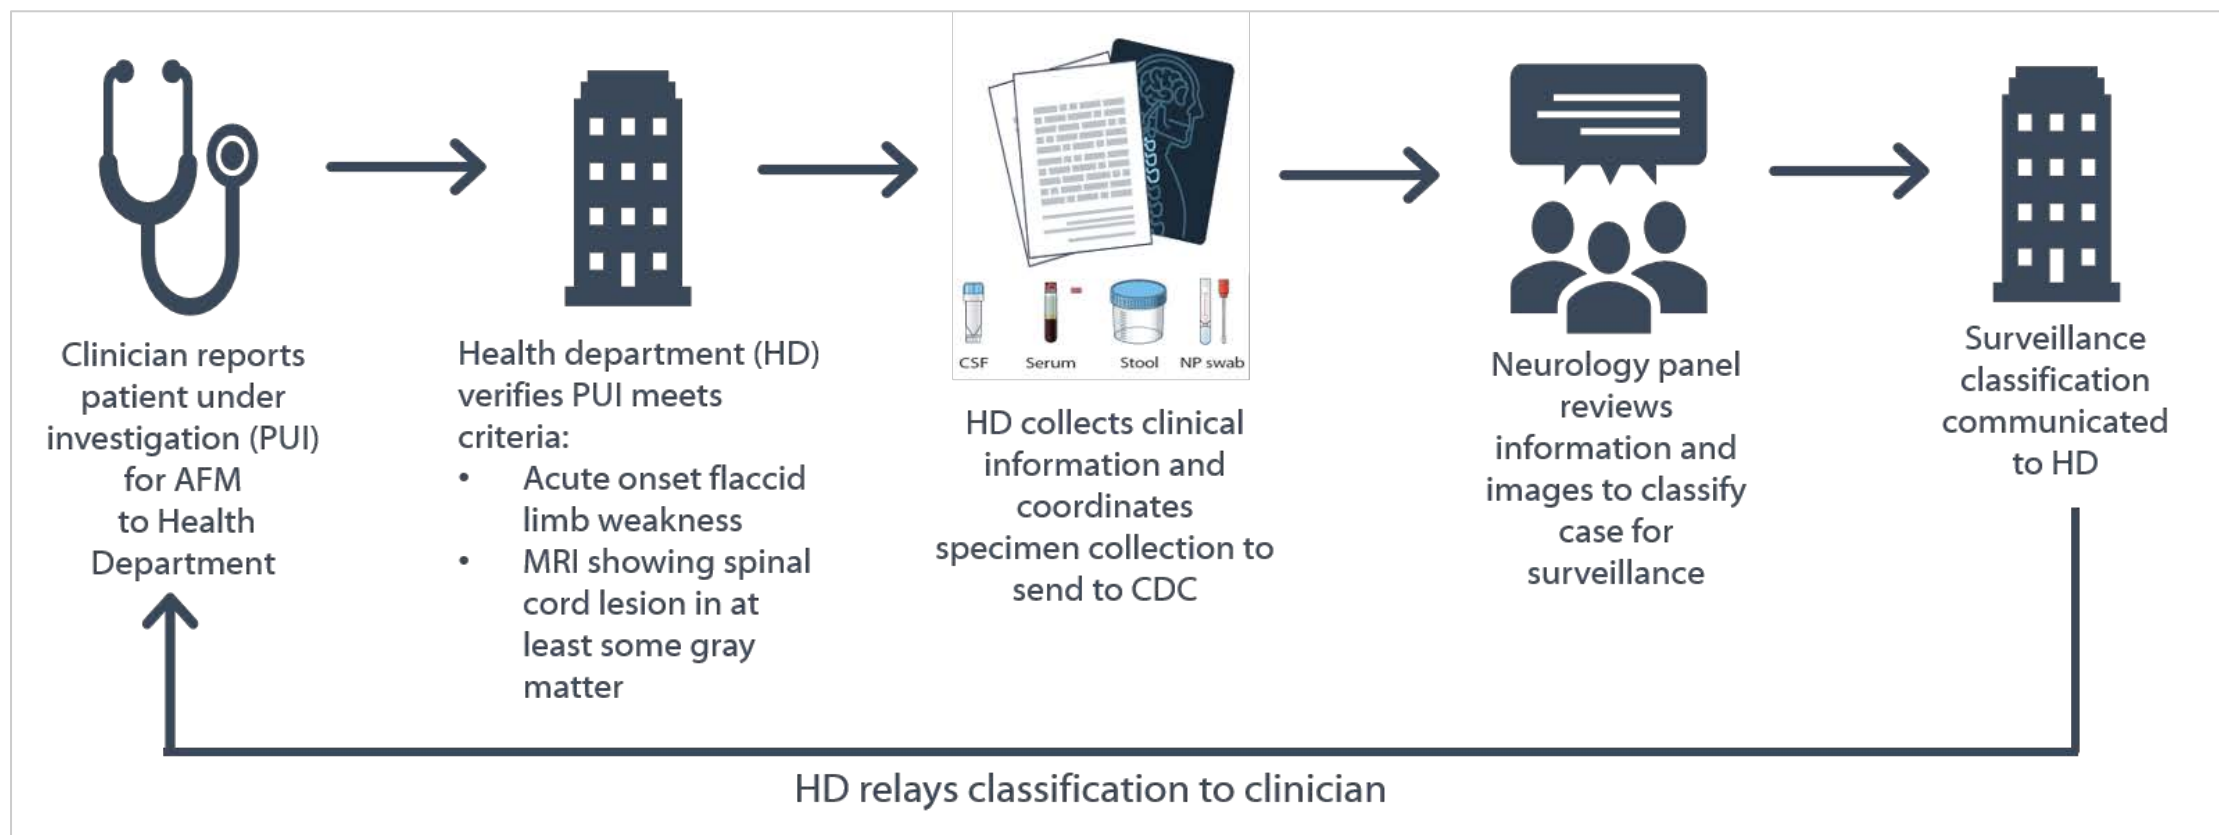 Clinician reports
patient under
investigation (PUI)
for AFM
to Health
Department
Health department (HD)
verifies PUI meets
criteria:
• Acute onset flaccid
limb weakness
• MRI showing spinal
cord lesion in at
least some gray
matter
CSF
Serum
Stool
NP swab
HD collects clinical
information and
coordinates
specimen collection to
send to CDC
Neurology panel
reviews
information and
images to classify
case for
surveillance
Surveillance
classification
communicated
to HD
HD relays classification to clinician